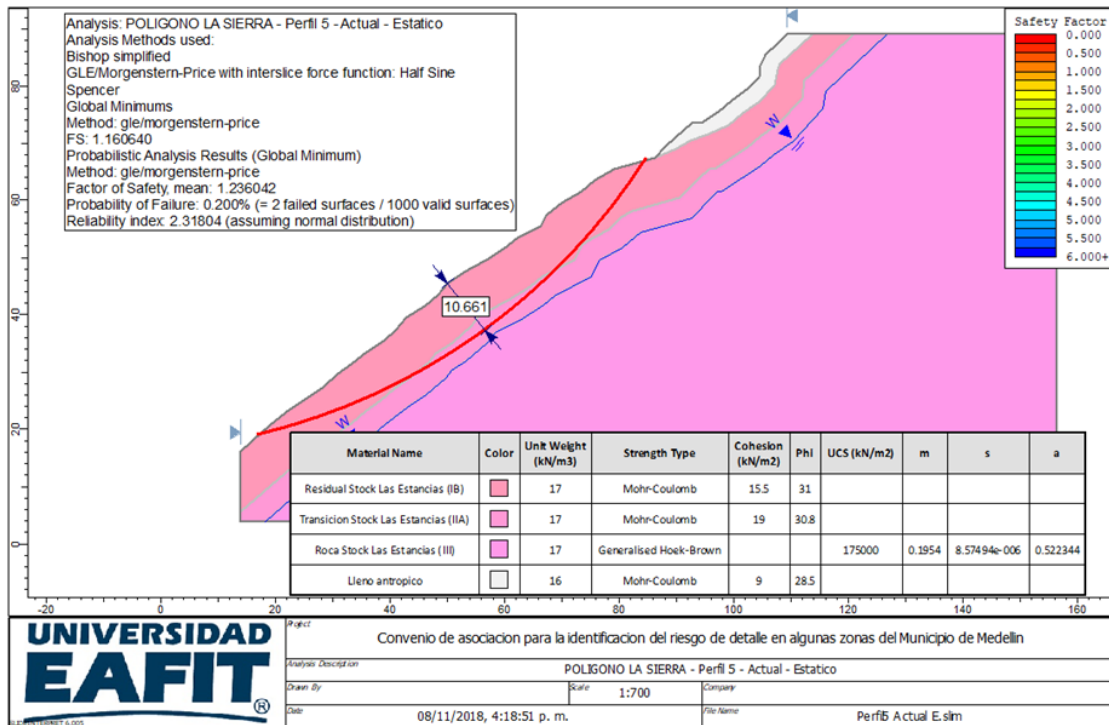 Analysis: POLIGONO LA SIERRA - Perfil 5 - Actual - Estatico
Analysis Methods used:
Bishop simplified
GLE/Morgenstern-Price with interslice force function: Half Sine
Spencer
Global Minimums
Method: gle/morgenstern-price
FS: 1.160640
Probabilistic Analysis Results (Global Minimum)
Method: gle/morgenstern-price
Factor of Safety, mean: 1.236042
Probability of Failure: 0.200% (= 2 failed surfaces / 1000 valid surfaces)
Reliability index: 2.31804 (assuming normal distribution)
Safety Factor
0.000
0.500
1.000
1.500
2.000
2.500
3.000
3.500
4.000
4.500
5.000
5.500
6.000+
80
60
40
20
0
W
10.661
W
Material Name Color Unit Weight (kN/m3) Strength Type Cohesion (kN/m2) Phi UCS (kN/m2) m s a
Residual Stock Las Estancias (IB) 17 Mohr-Coulomb 15.5 31
Transicion Stock Las Estancias (IIA) 17 Mohr-Coulomb 19 30.8
Roca Stock Las Estancias (III) 17 Generalised Hoek-Brown 175000 0.1954 8.57494e-006 0.522344
Lleno antropico 16 Mohr-Coulomb 9 28.5
-20 0 20 40 60 80 100 120 140 160
UNIVERSIDAD
EAFIT®
Project
Convenio de asociacion para la identificacion del riesgo de detalle en algunas zonas del Municipio de Medellin
Analysis Description
POLIGONO LA SIERRA - Perfil 5 - Actual - Estatico
Drawn By
Scale 1:700
Company
Date
08/11/2018, 4:18:51 p. m.
File Name
Perfil5 Actual E.slim